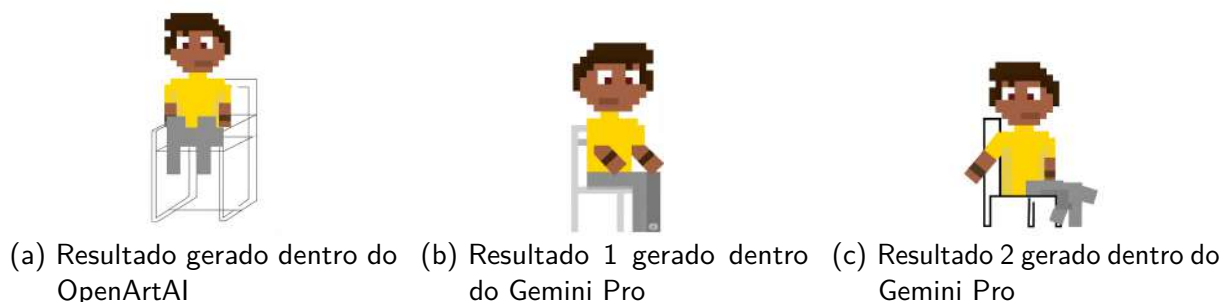 (a) Resultado gerado dentro do OpenArtAI
(b) Resultado 1 gerado dentro do Gemini Pro
(c) Resultado 2 gerado dentro do Gemini Pro